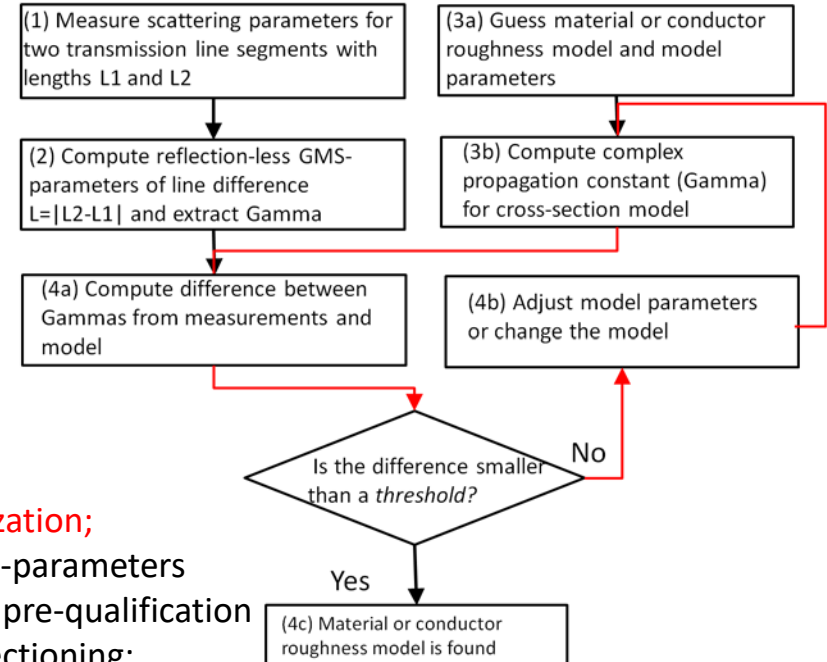 (1) Measure scattering parameters for
two transmission line segments with
lengths L1 and L2
(3a) Guess material or conductor
roughness model and model
parameters
(2) Compute reflection-less GMS-
parameters of line difference
L=|L2-L1| and extract Gamma
(3b) Compute complex
propagation constant (Gamma)
for cross-section model
(4a) Compute difference between
Gammas from measurements and
model
(4b) Adjust model parameters
or change the model
Is the difference smaller
than a threshold?
No
Yes
(4c) Material or conductor
roughness model is found
zation;
-parameters
pre-qualification
ectioning;